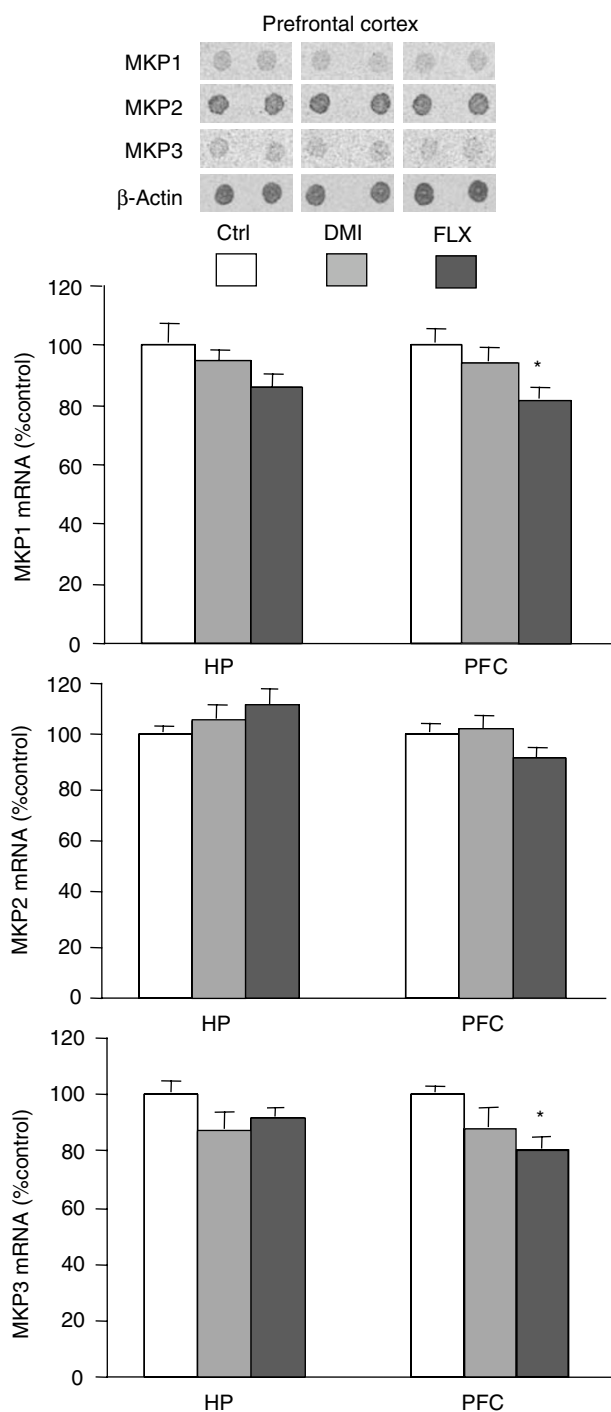 Prefrontal cortex
MKP1
MKP2
MKP3
β-Actin
Ctrl DMI FLX
MKP1 mRNA (%control)
120
100
80
60
40
20
0
*
HP PFC
MKP2 mRNA (%control)
120
100
80
60
40
20
0
HP PFC
MKP3 mRNA (%control)
120
100
80
60
40
20
0
*
HP PFC